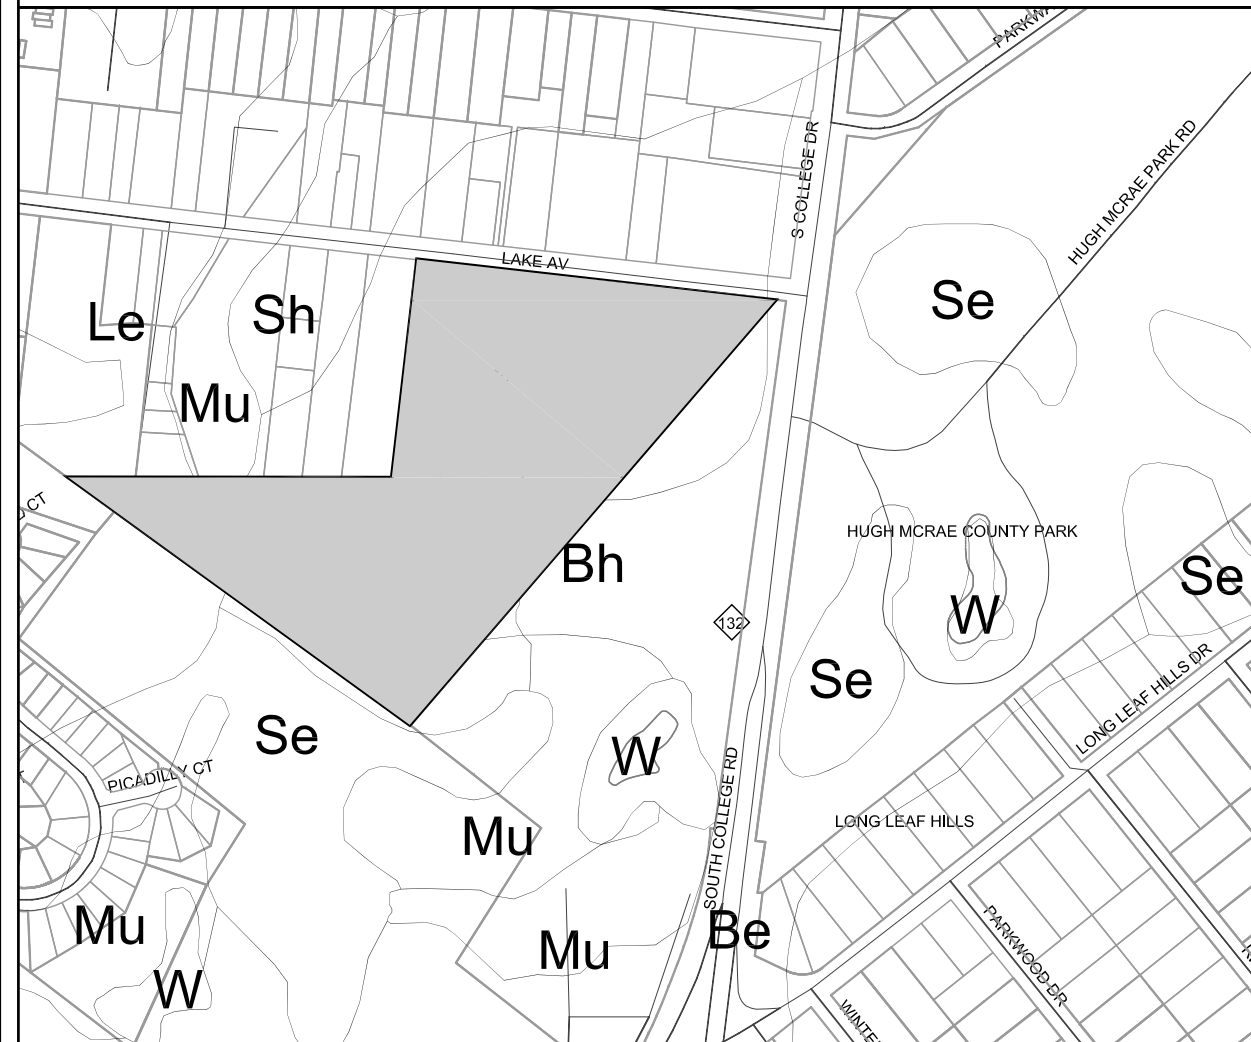 PARKWA
S COLLEGE DR
HUGH MCRAE PARK RD
LAKE AV
Se
Le
Sh
Mu
CT
HUGH MCRAE COUNTY PARK
Bh
Se
W
132
Se
Se
W
LONG LEAF HILLS DR
PICADILLY CT
SOUTH COLLEGE RD
LONG LEAF HILLS
Mu
Mu
W
Mu
Be
PARKWOOD DR
WINTE